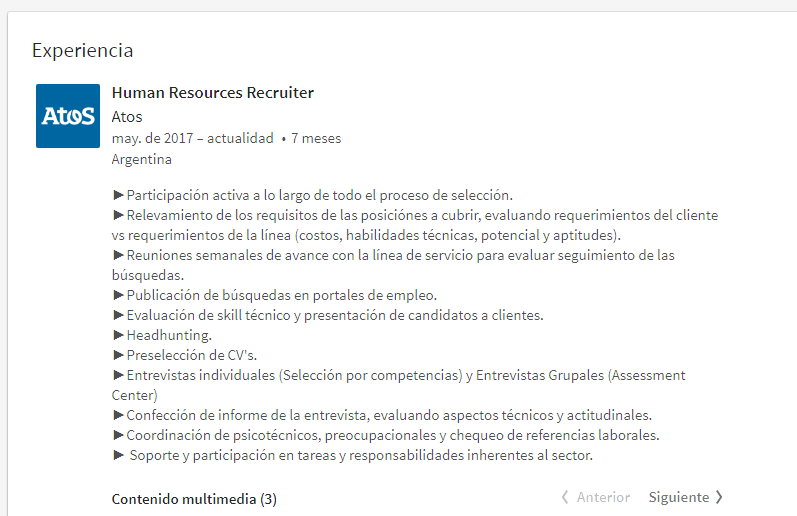 Experiencia
Atos
Human Resources Recruiter
Atos
may. de 2017 – actualidad • 7 meses
Argentina
►Participación activa a lo largo de todo el proceso de selección.
►Relevamiento de los requisitos de las posiciónes a cubrir, evaluando requerimientos del cliente
vs requerimientos de la línea (costos, habilidades técnicas, potencial y aptitudes).
►Reuniones semanales de avance con la línea de servicio para evaluar seguimiento de las
búsquedas.
►Publicación de búsquedas en portales de empleo.
►Evaluación de skill técnico y presentación de candidatos a clientes.
►Headhunting.
►Preselección de CV's.
►Entrevistas individuales (Selección por competencias) y Entrevistas Grupales (Assessment
Center)
►Confección de informe de la entrevista, evaluando aspectos técnicos y actitudinales.
►Coordinación de psicotécnicos, preocupacionales y chequeo de referencias laborales.
► Soporte y participación en tareas y responsabilidades inherentes al sector.
Contenido multimedia (3) Anterior Siguiente